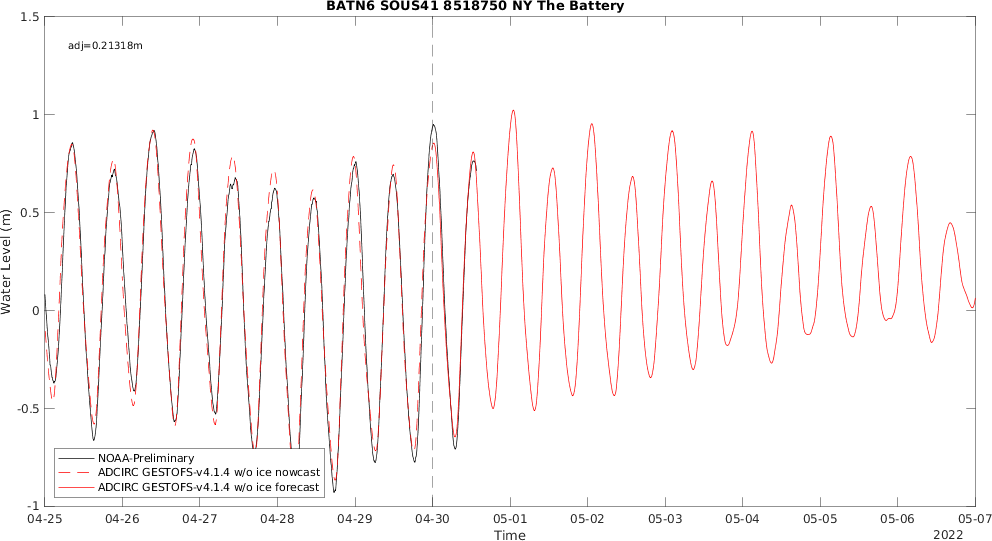 BATN6 SOUS41 8518750 NY The Battery
1.5
adj=0.21318m
1
0.5
0
-0.5
-1
Water Level (m)
NOAA-Preliminary
ADCIRC GESTOFS-v4.1.4 w/o ice nowcast
ADCIRC GESTOFS-v4.1.4 w/o ice forecast
04-25 04-26 04-27 04-28 04-29 04-30 05-01 05-02 05-03 05-04 05-05 05-06 05-07
Time
2022